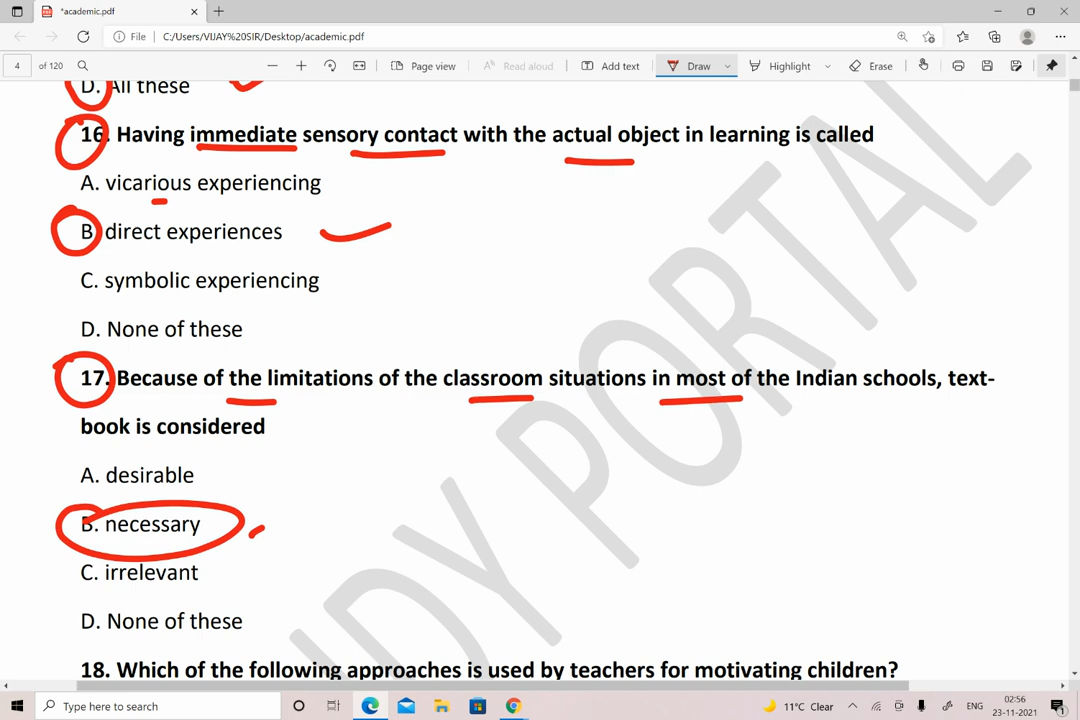 *academic.pdf
File C:/Users/VIJAY%20SIR/Desktop/academic.pdf
4 of 120 Page view Read aloud Add text Draw Highlight Erase
D. All these
16. Having immediate sensory contact with the actual object in learning is called
A. vicarious experiencing
B. direct experiences
C. symbolic experiencing
D. None of these
17. Because of the limitations of the classroom situations in most of the Indian schools, text-
book is considered
A. desirable
B. necessary
C. irrelevant
D. None of these
18. Which of the following approaches is used by teachers for motivating children?
UDY PORTAL
Type here to search
11°C Clear ENG 02:56
23-11-2021